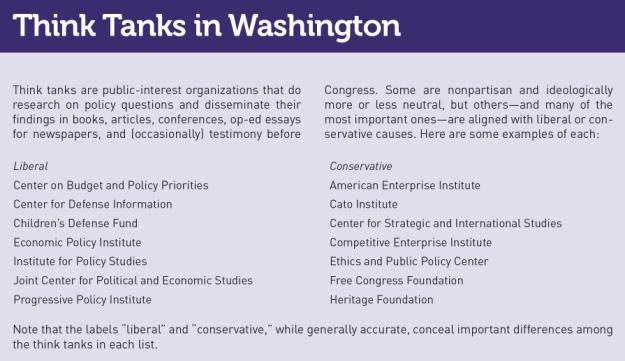 Think Tanks in Washington
Think tanks are public-interest organizations that do
research on policy questions and disseminate their
findings in books, articles, conferences, op-ed essays
for newspapers, and (occasionally) testimony before
Congress. Some are nonpartisan and ideologically
more or less neutral, but others—and many of the
most important ones—are aligned with liberal or con-
servative causes. Here are some examples of each:
Liberal
Center on Budget and Policy Priorities
Center for Defense Information
Children's Defense Fund
Economic Policy Institute
Institute for Policy Studies
Joint Center for Political and Economic Studies
Progressive Policy Institute
Conservative
American Enterprise Institute
Cato Institute
Center for Strategic and International Studies
Competitive Enterprise Institute
Ethics and Public Policy Center
Free Congress Foundation
Heritage Foundation
Note that the labels "liberal" and "conservative," while generally accurate, conceal important differences among
the think tanks in each list.